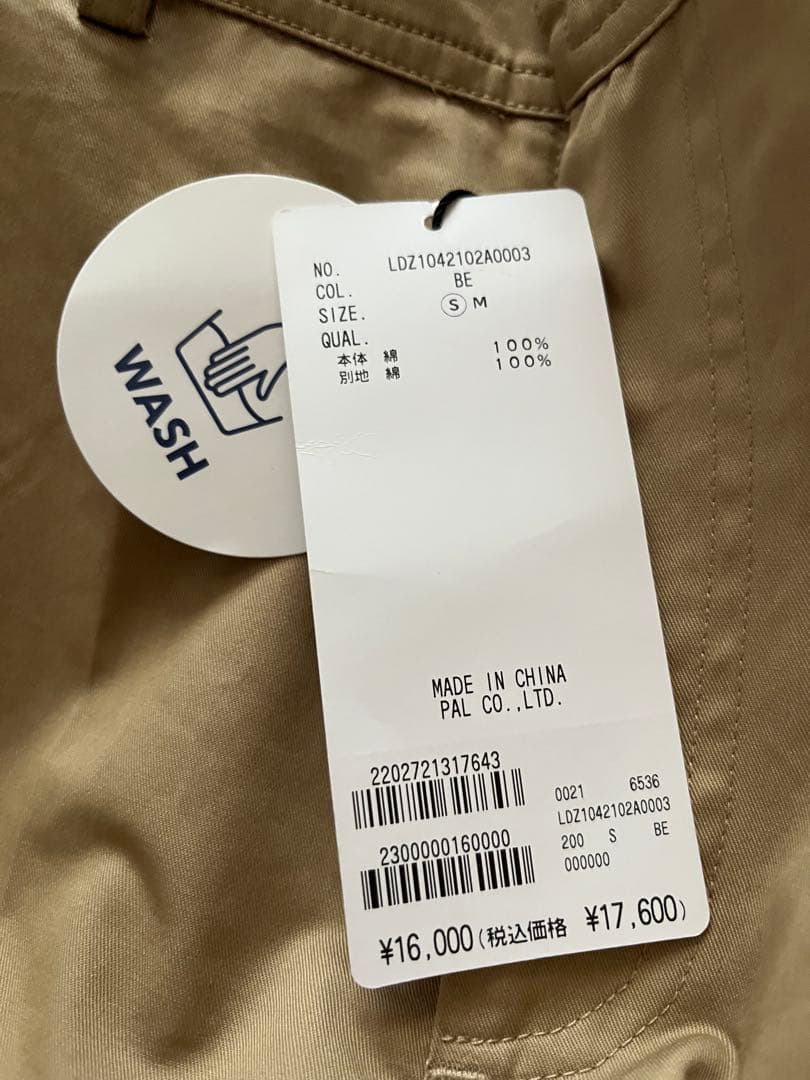 WASH
NO. LDZ1042102A0003
COL. BE
SIZE. S M
QUAL.
本体 綿 100%
別地 綿 100%
MADE IN CHINA
PAL CO.,LTD.
2202721317643
2300000160000
0021 6536
LDZ1042102A0003
200 S BE
000000
¥16,000(税込価格 ¥17,600)